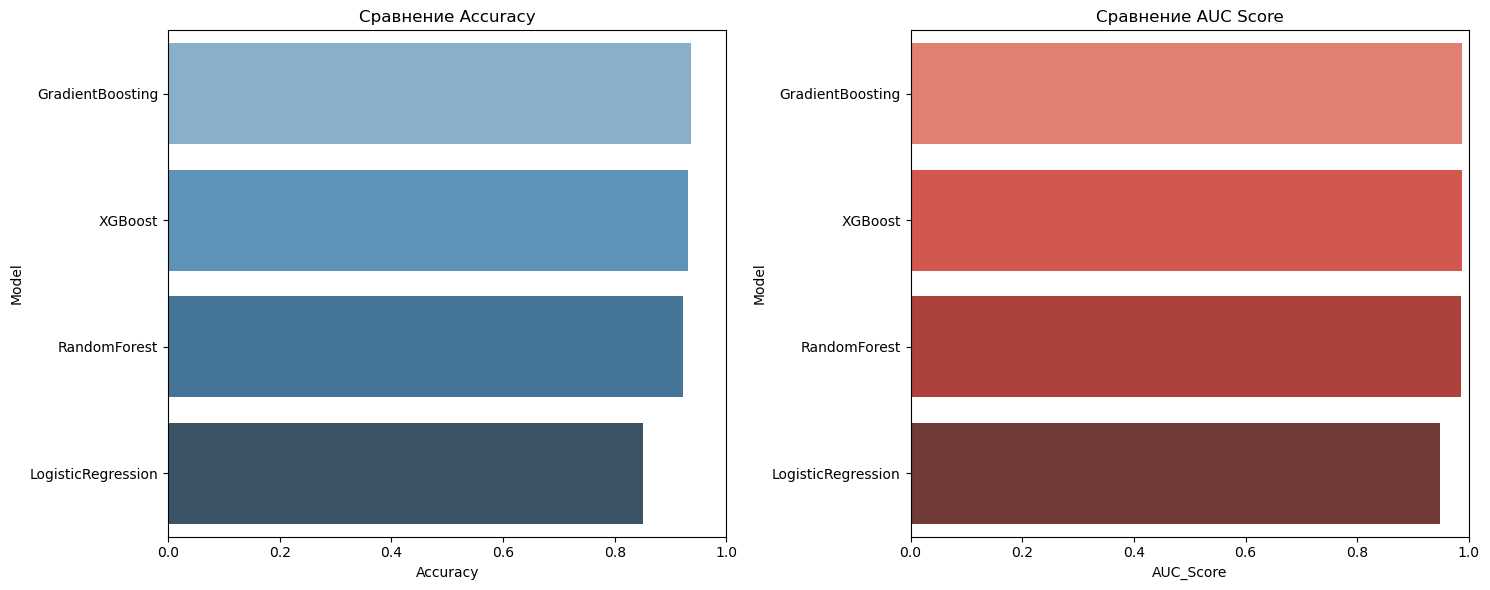 Сравнение Accuracy
Model
GradientBoosting
XGBoost
RandomForest
LogisticRegression
0.0 0.2 0.4 0.6 0.8 1.0
Accuracy
Сравнение AUC Score
Model
GradientBoosting
XGBoost
RandomForest
LogisticRegression
0.0 0.2 0.4 0.6 0.8 1.0
AUC_Score